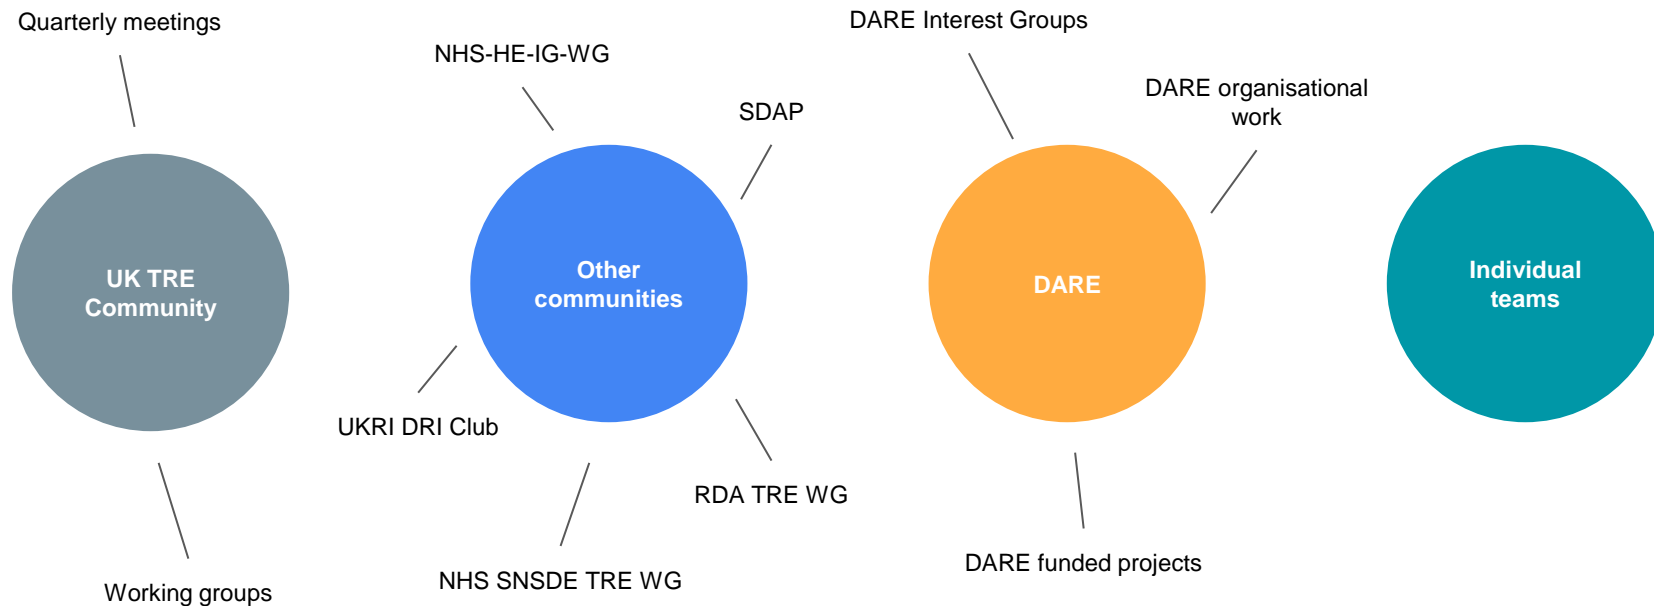 Quarterly meetings
UK TRE
Community
Working groups
NHS-HE-IG-WG
SDAP
Other
communities
UKRI DRI Club
RDA TRE WG
NHS SNSDE TRE WG
DARE Interest Groups
DARE organisational
work
DARE
DARE funded projects
Individual
teams